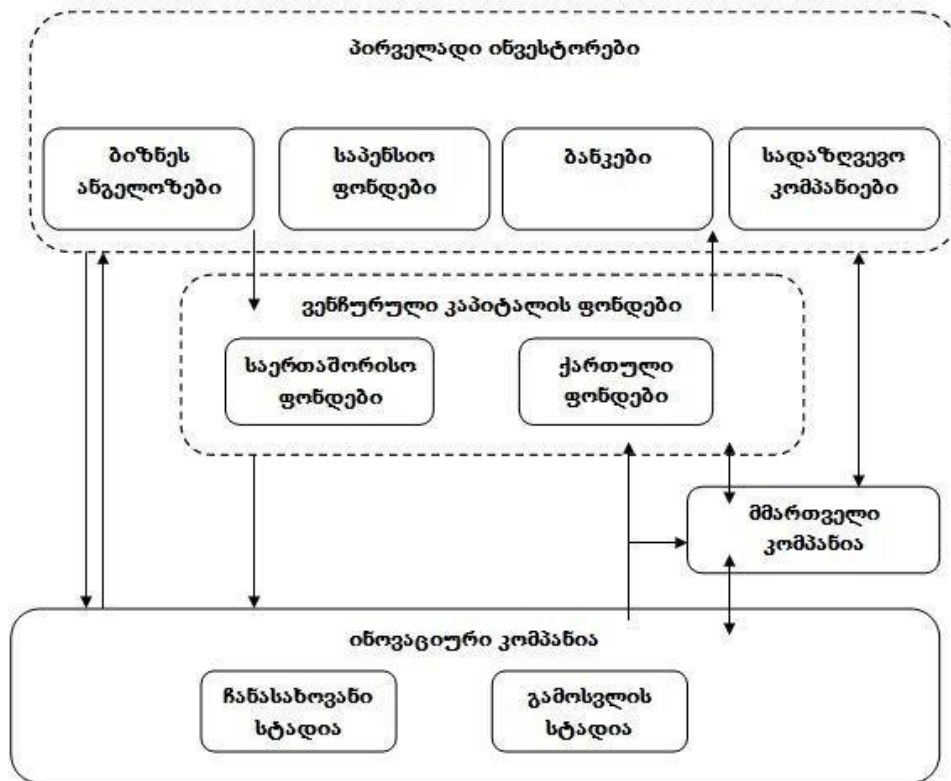 პირველადი ინვესტორები
ბიზნეს
ანგელოზები
საპენსიო
ფონდები
ბანკები
სადაზღვევო
კომპანიები
ვენჩურული კაპიტალის ფონდები
საერთაშორისო
ფონდები
ქართული
ფონდები
მმართველი
კომპანია
ინოვაციური კომპანია
ჩანასახოვანი
სტადია
გამოსვლის
სტადია